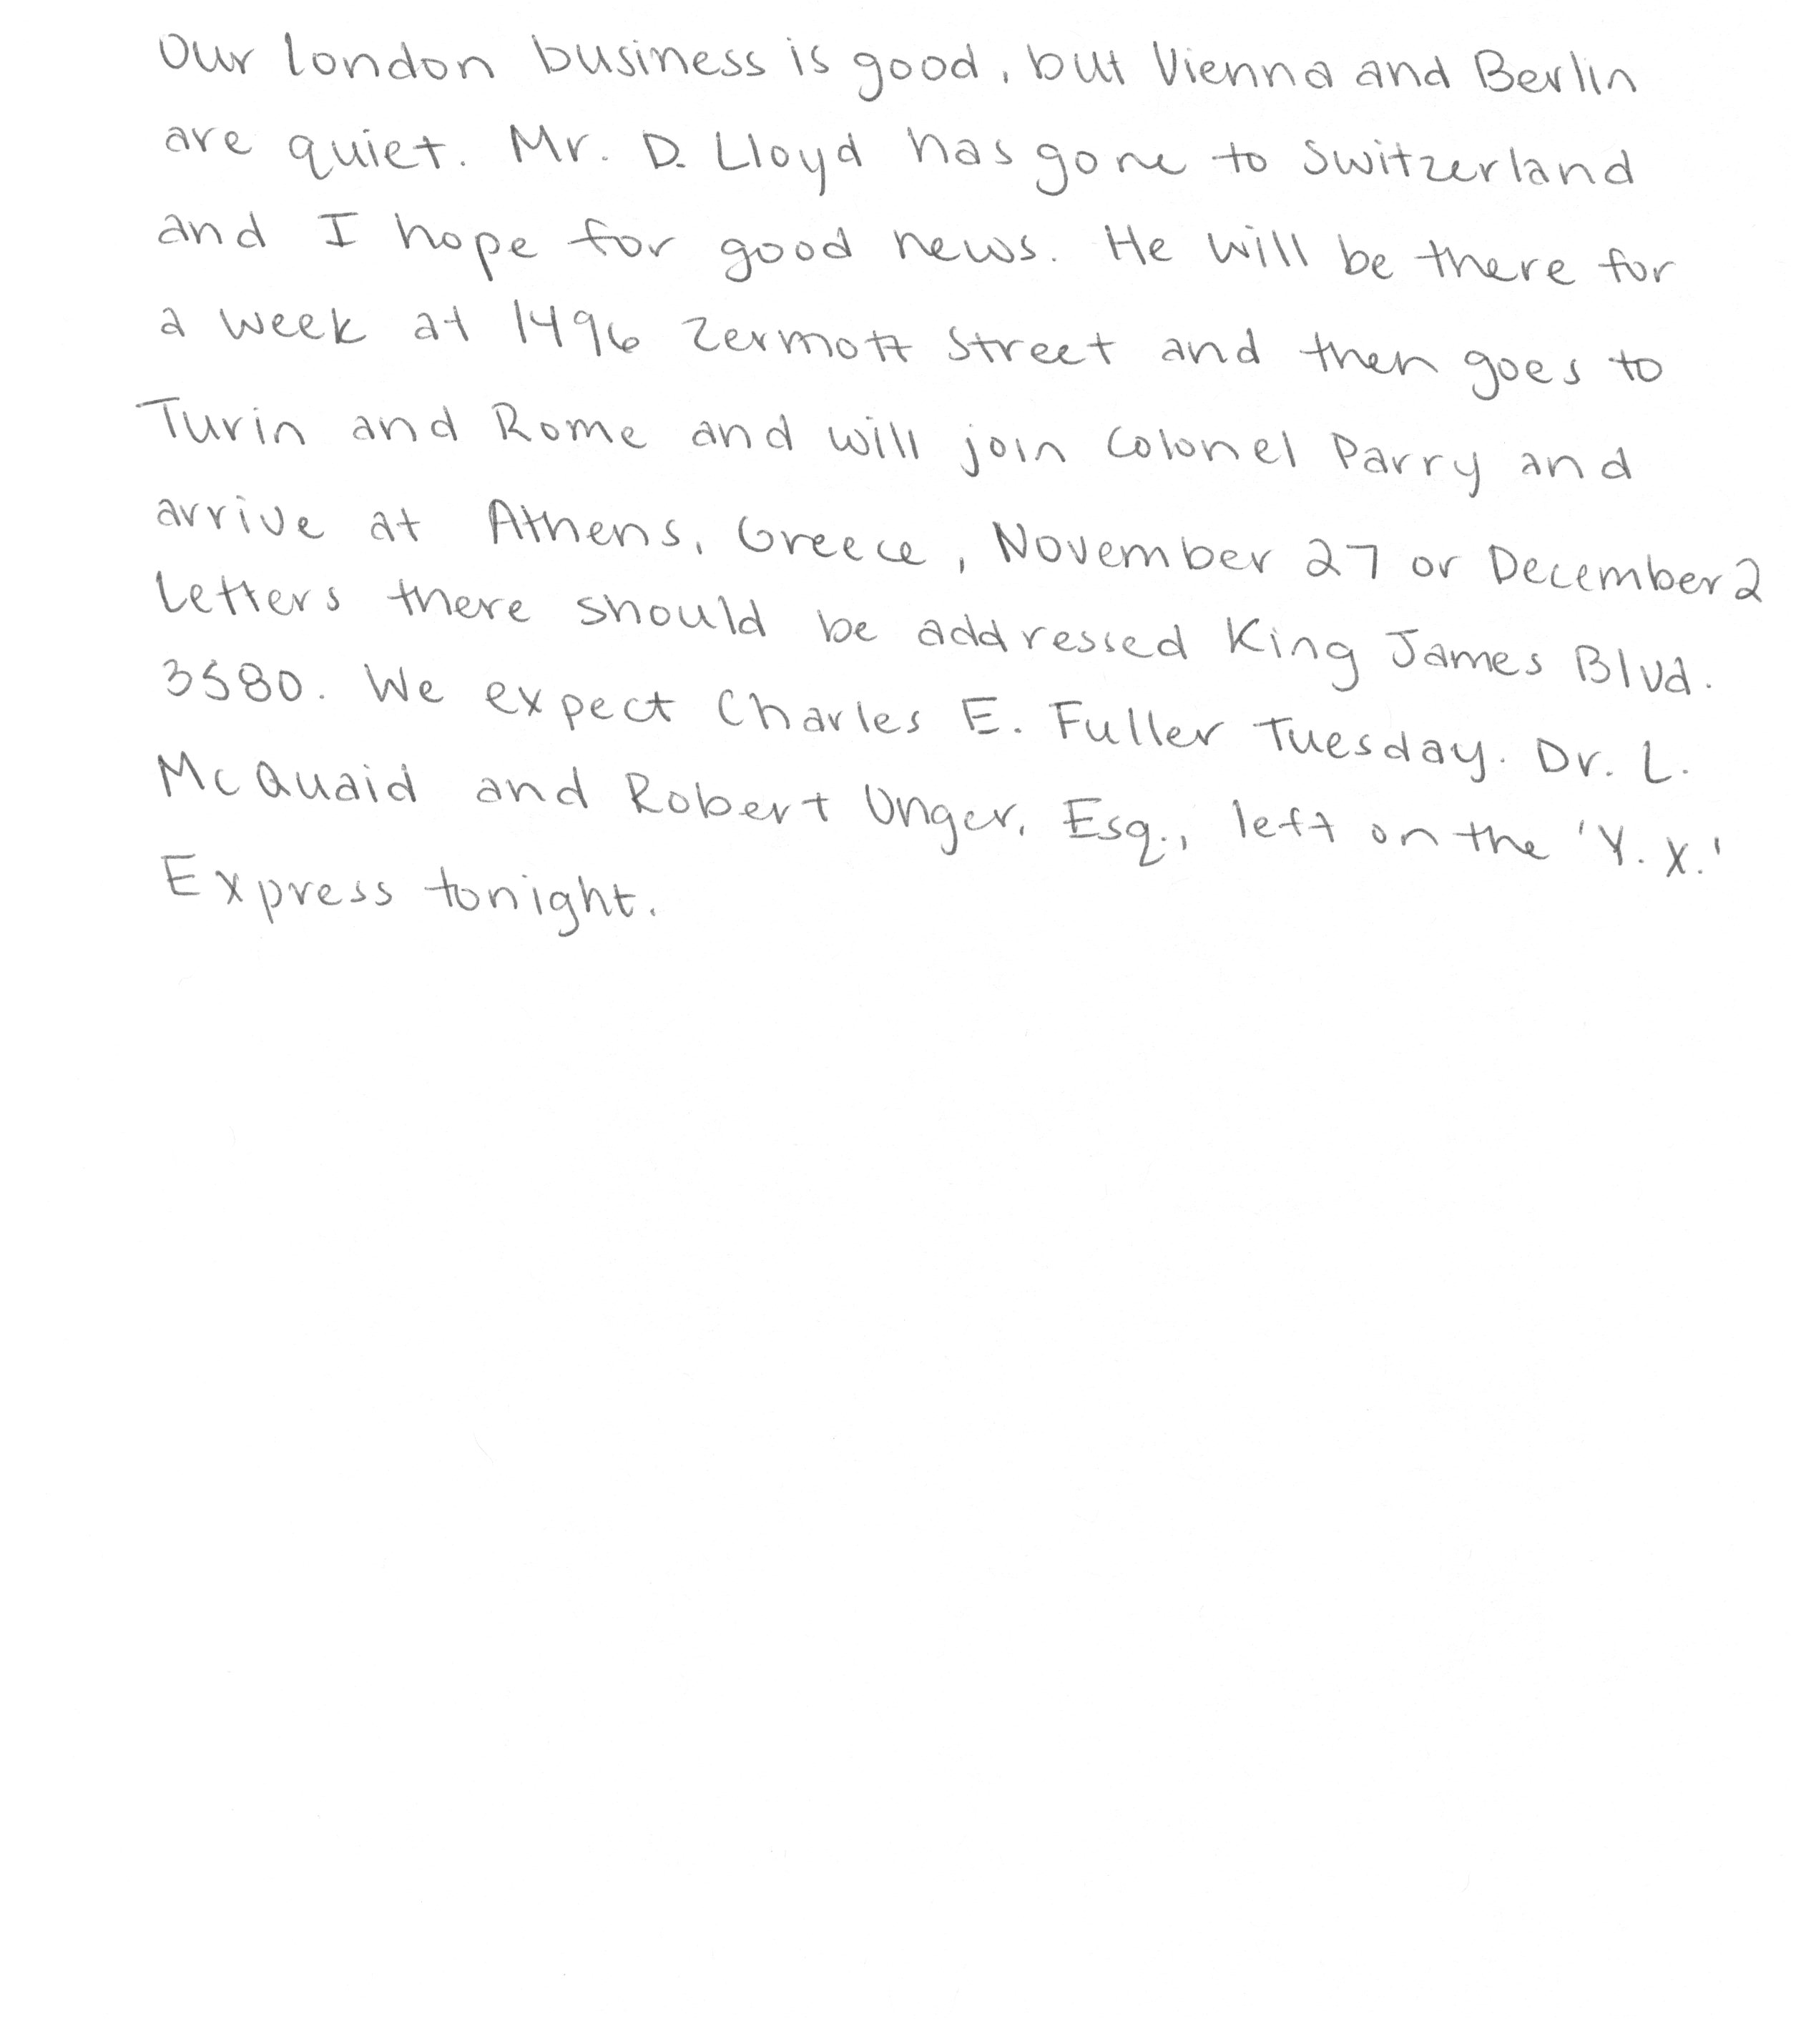 Our London business is good, but Vienna and Berlin
are quiet. Mr. D. Lloyd has gone to Switzerland
and I hope for good news. He will be there for
a week at 1496 Zermott Street and then goes to
Turin and Rome and will join Colonel Parry and
arrive at Athens, Greece, November 27 or December 2
Letters there should be addressed King James Blvd.
3580. We expect Charles E. Fuller Tuesday. Dr. L.
McQuaid and Robert Unger, Esq., left on the 'Y.X.'
Express tonight.